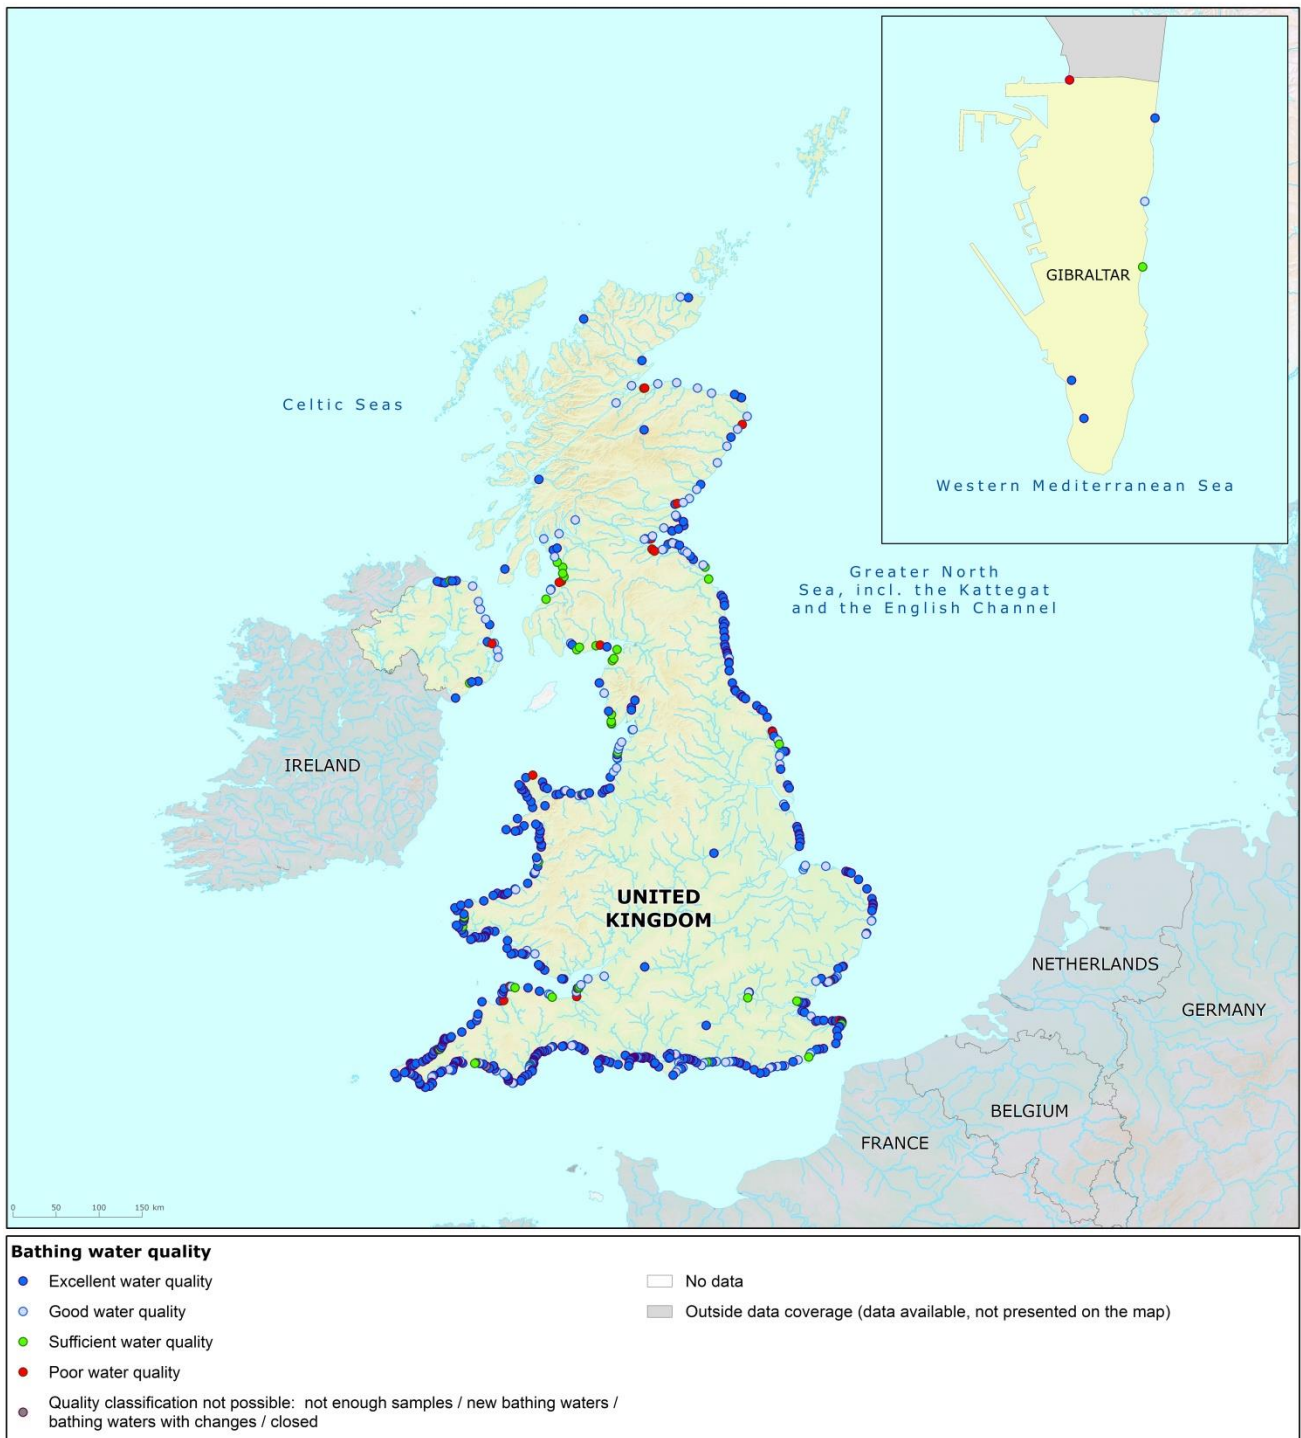 GIBRALTAR
Western Mediterranean Sea
Celtic Seas
Greater North
Sea, incl. the Kattegat
and the English Channel
IRELAND
UNITED
KINGDOM
NETHERLANDS
GERMANY
BELGIUM
FRANCE
0 50 100 150 km
Bathing water quality
Excellent water quality
Good water quality
Sufficient water quality
Poor water quality
Quality classification not possible: not enough samples / new bathing waters /
bathing waters with changes / closed
No data
Outside data coverage (data available, not presented on the map)